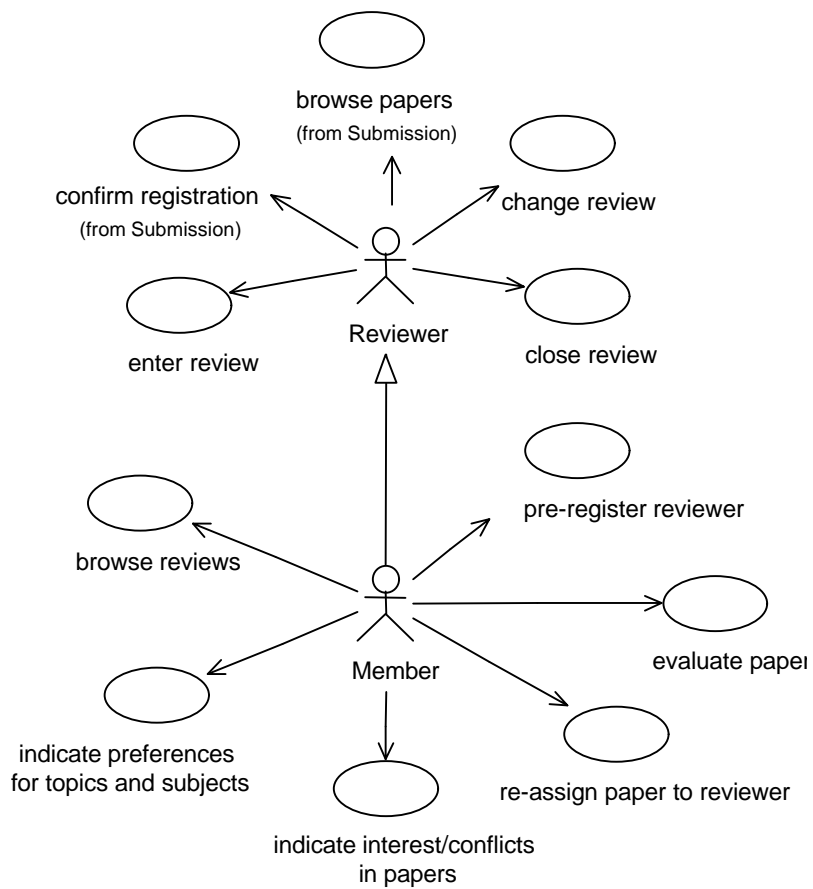 browse papers
(from Submission)
confirm registration
(from Submission)
change review
Reviewer
enter review
close review
pre-register reviewer
browse reviews
evaluate paper
Member
indicate preferences
for topics and subjects
re-assign paper to reviewer
indicate interest/conflicts
in papers